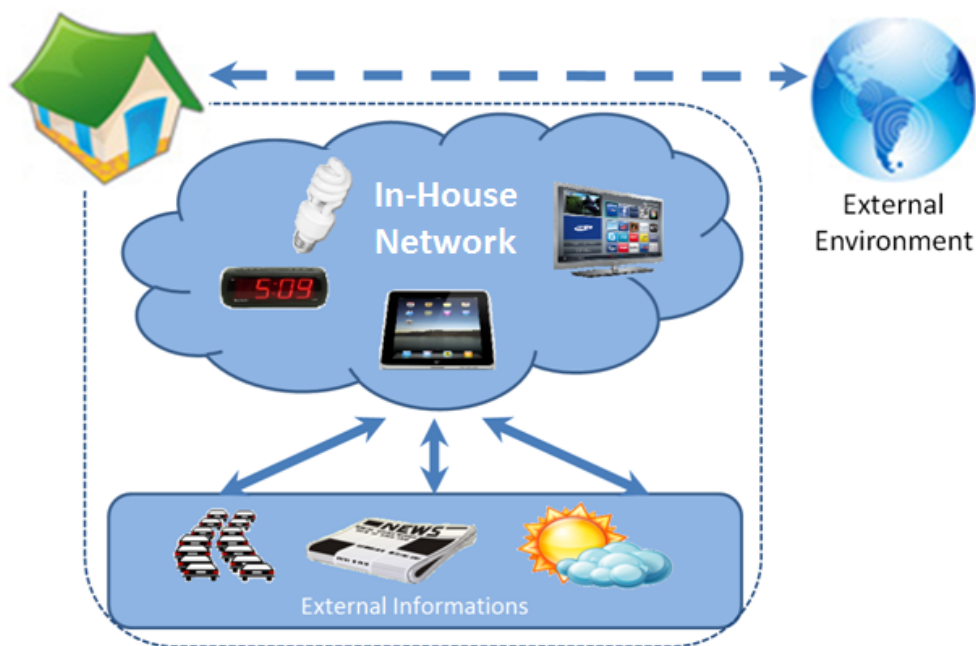 In-House
Network
5:09
External
Environment
NEWS
External Informations